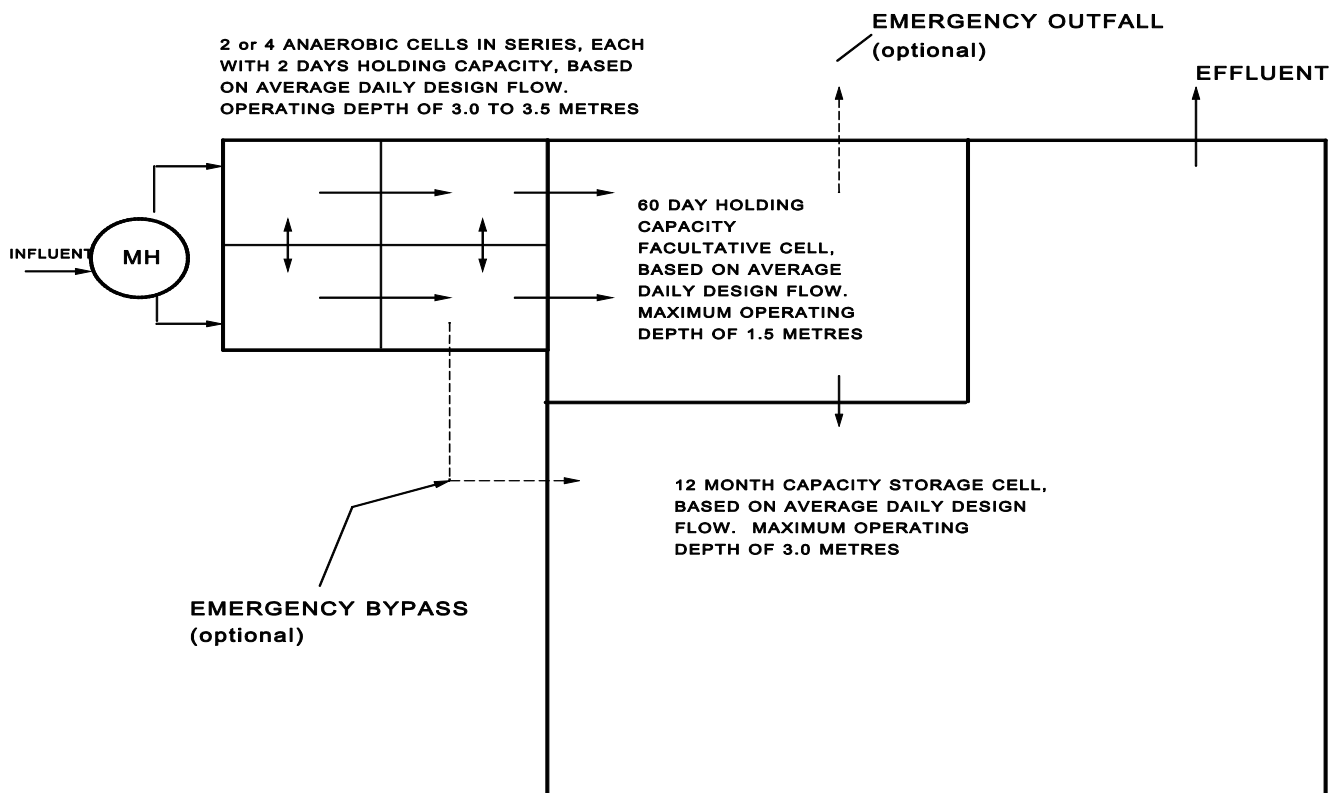 EMERGENCY OUTFALL
(optional)
2 or 4 ANAEROBIC CELLS IN SERIES, EACH
WITH 2 DAYS HOLDING CAPACITY, BASED
ON AVERAGE DAILY DESIGN FLOW.
OPERATING DEPTH OF 3.0 TO 3.5 METRES
EFFLUENT
INFLUENT
MH
60 DAY HOLDING
CAPACITY
FACULTATIVE CELL,
BASED ON AVERAGE
DAILY DESIGN FLOW.
MAXIMUM OPERATING
DEPTH OF 1.5 METRES
12 MONTH CAPACITY STORAGE CELL,
BASED ON AVERAGE DAILY DESIGN
FLOW. MAXIMUM OPERATING
DEPTH OF 3.0 METRES
EMERGENCY BYPASS
(optional)